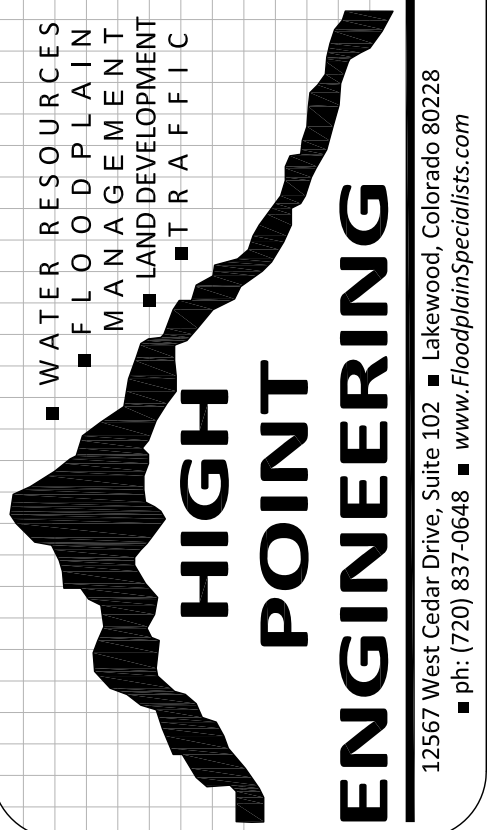 ▪ WATER RESOURCES
▪ FLOODPLAIN
MANAGEMENT
▪ LAND DEVELOPMENT
▪ TRAFFIC
HIGH
POINT
ENGINEERING
12567 West Cedar Drive, Suite 102 ▪ Lakewood, Colorado 80228
▪ ph: (720) 837-0648 ▪ www.FloodplainSpecialists.com